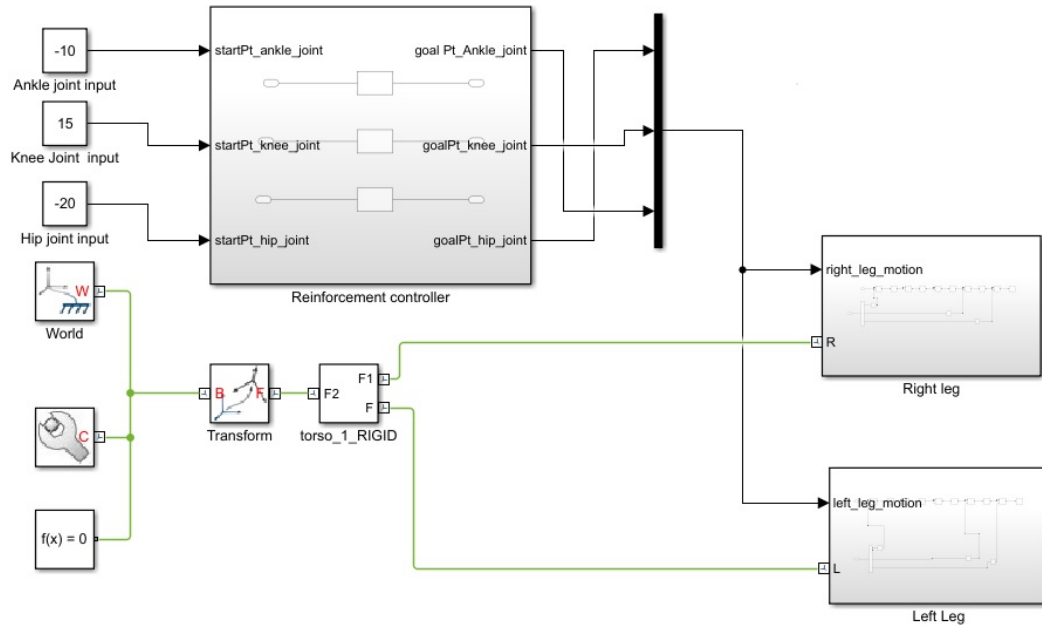 -10
Ankle joint input
15
Knee Joint  input
-20
Hip joint input
startPt_ankle_joint
goal Pt_Ankle_joint
startPt_knee_joint
goalPt_knee_joint
startPt_hip_joint
goalPt_hip_joint
Reinforcement controller
W
World
C
f(x) = 0
B
F
Transform
F2
F1
F
torso_1_RIGID
right_leg_motion
R
Right leg
left_leg_motion
L
Left Leg